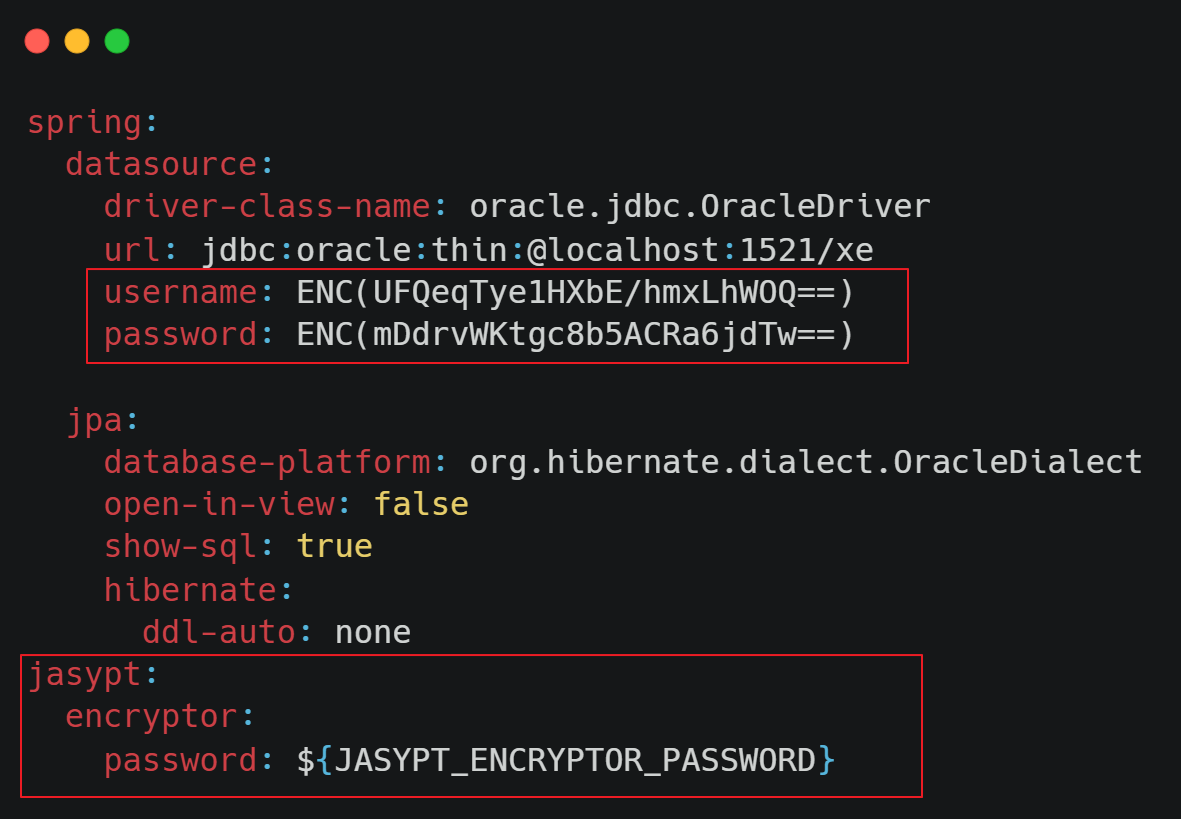 spring:
  datasource:
    driver-class-name: oracle.jdbc.OracleDriver
    url: jdbc:oracle:thin:@localhost:1521/xe
    username: ENC(UFQeqTye1HXbE/hmxLhWOQ==)
    password: ENC(mDdrvWKtgc8b5ACRa6jdTw==)
  jpa:
    database-platform: org.hibernate.dialect.OracleDialect
    open-in-view: false
    show-sql: true
    hibernate:
      ddl-auto: none
jasypt:
  encryptor:
    password: ${JASYPT_ENCRYPTOR_PASSWORD}